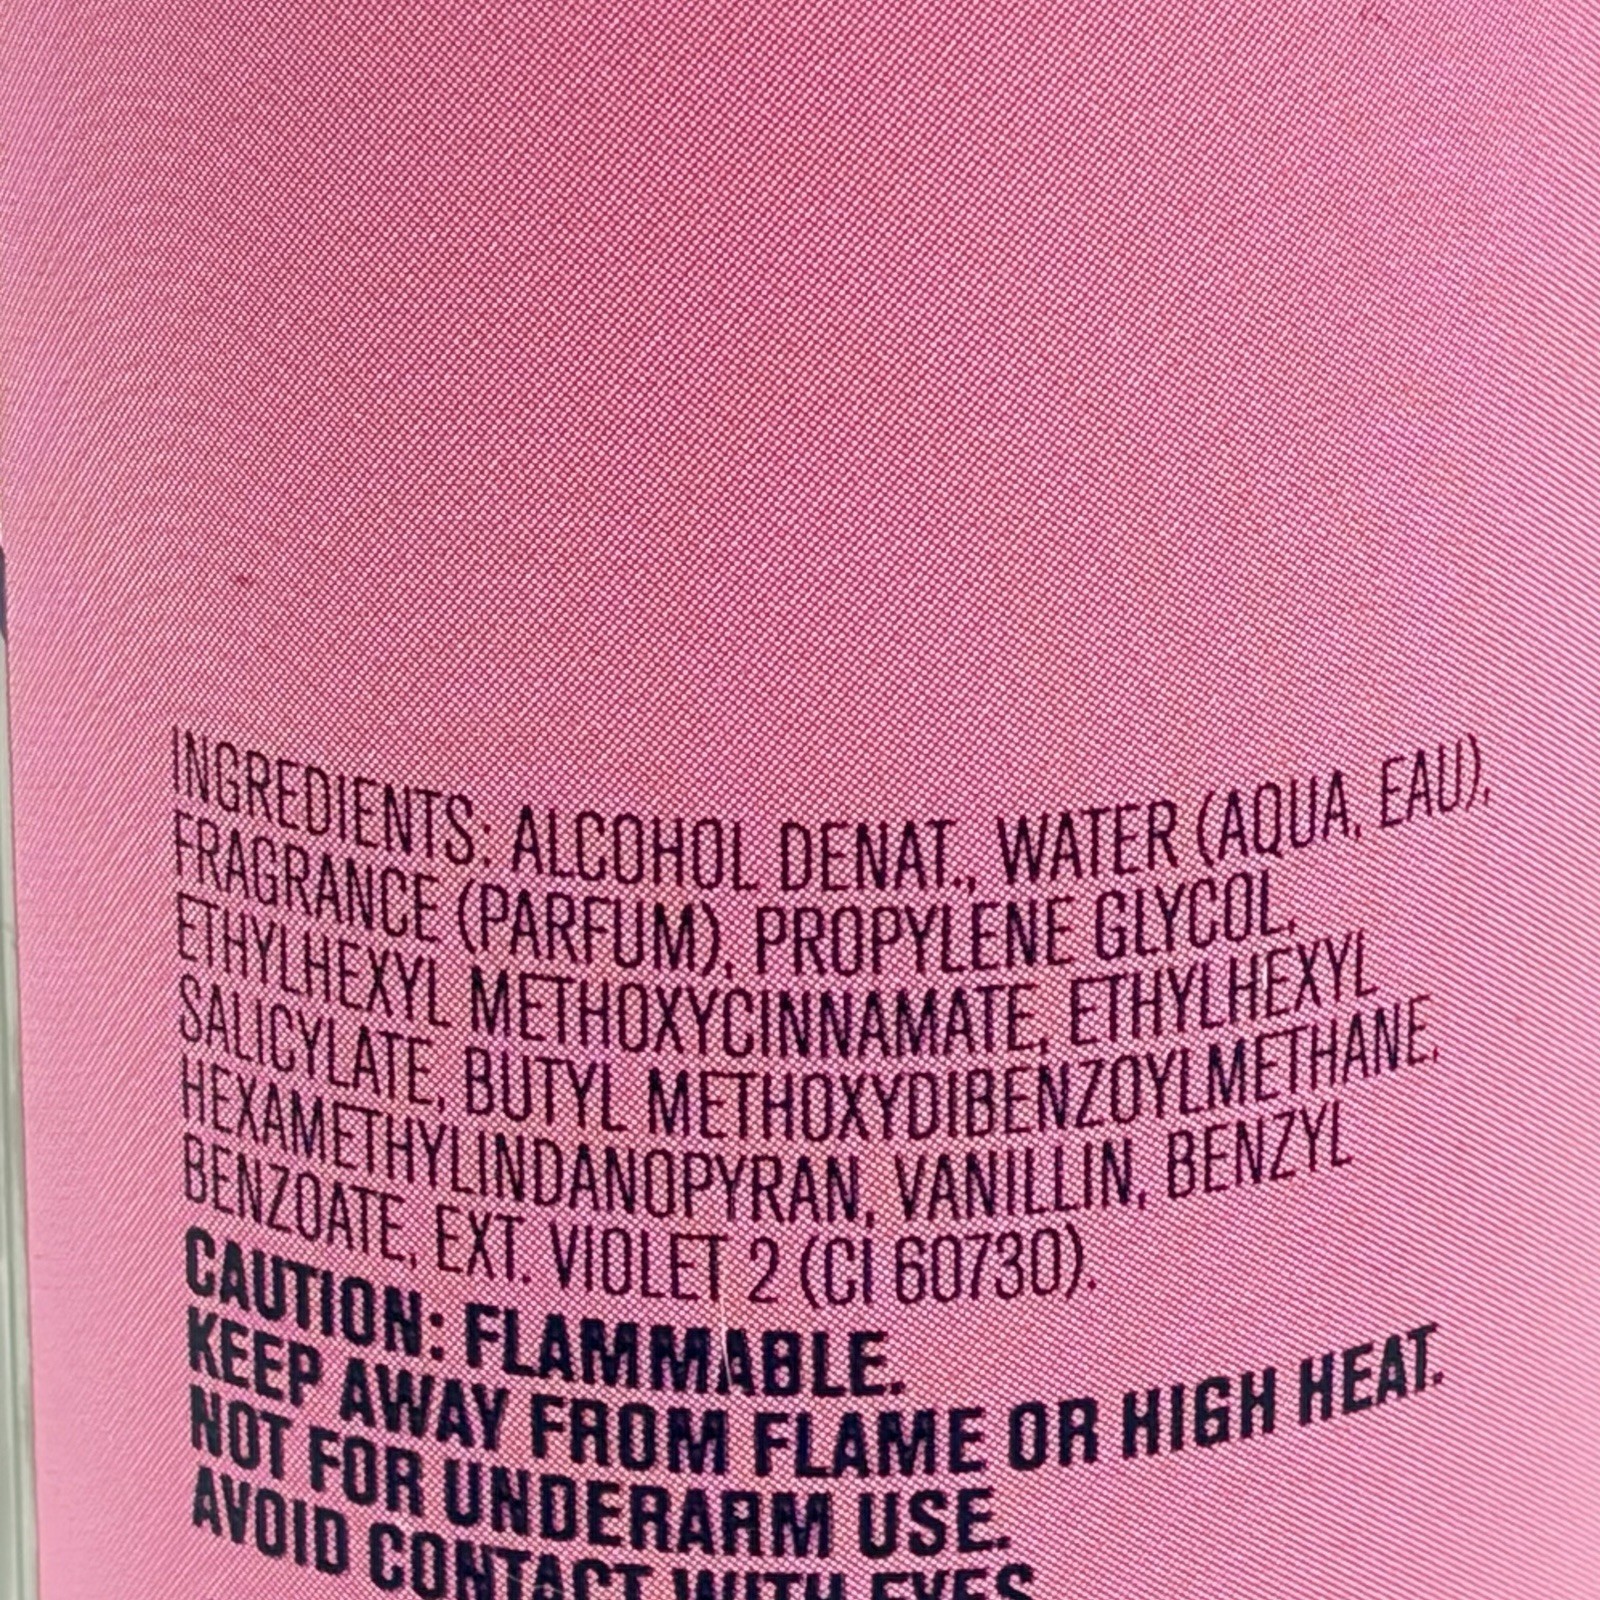 INGREDIENTS: ALCOHOL DENAT., WATER (AQUA, EAU),
FRAGRANCE (PARFUM), PROPYLENE GLYCOL,
ETHYLHEXYL METHOXYCINNAMATE, ETHYLHEXYL
SALICYLATE, BUTYL METHOXYDIBENZOYLMETHANE,
HEXAMETHYLINDANOPYRAN, VANILLIN, BENZYL
BENZOATE, EXT. VIOLET 2 (CI 60730).
CAUTION: FLAMMABLE.
KEEP AWAY FROM FLAME OR HIGH HEAT.
NOT FOR UNDERARM USE.
AVOID CONTACT WITH EYES